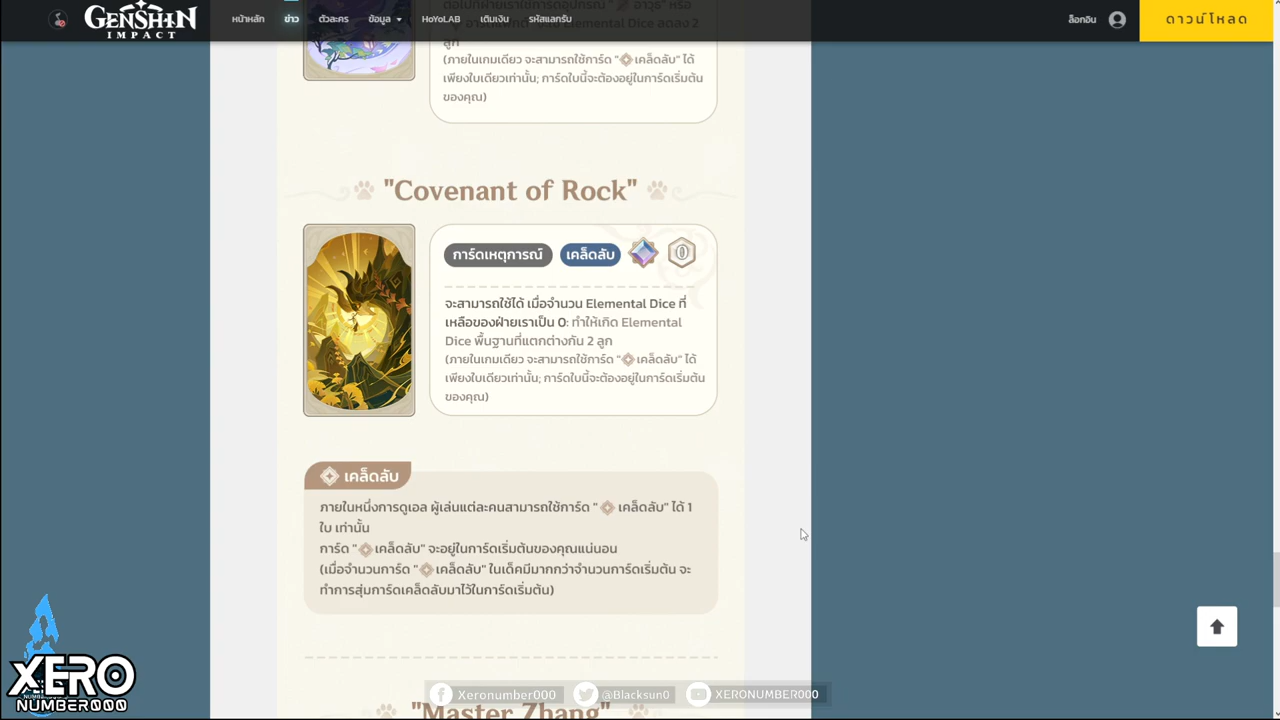 GENSHIN
IMPACT
หน้าหลัก ข่าว ตัวละคร ข้อมูล HoYoLAB เติมเงิน รหัสแลกรับ
ล็อกอิน
ดาวน์โหลด
Elemental Dice ลดลง 2
ลูก
(ภายในเกมเดียว จะสามารถใช้การ์ด "เคล็ดลับ" ได้
เพียงใบเดียวเท่านั้น; การ์ดใบนี้จะต้องอยู่ในการ์ดเริ่มต้น
ของคุณ)
"Covenant of Rock"
การ์ดเหตุการณ์ เคล็ดลับ 0
จะสามารถใช้ได้ เมื่อจำนวน Elemental Dice ที่
เหลือของฝ่ายเราเป็น 0: ทำให้เกิด Elemental
Dice พื้นฐานที่แตกต่างกัน 2 ลูก
(ภายในเกมเดียว จะสามารถใช้การ์ด "เคล็ดลับ" ได้
เพียงใบเดียวเท่านั้น; การ์ดใบนี้จะต้องอยู่ในการ์ดเริ่มต้น
ของคุณ)
เคล็ดลับ
ภายในหนึ่งการดูเอล ผู้เล่นแต่ละคนสามารถใช้การ์ด "เคล็ดลับ" ได้ 1
ใบ เท่านั้น
การ์ด "เคล็ดลับ" จะอยู่ในการ์ดเริ่มต้นของคุณแน่นอน
(เมื่อจำนวนการ์ด "เคล็ดลับ" ในเด็คมีมากกว่าจำนวนการ์ดเริ่มต้น จะ
ทำการสุ่มการ์ดเคล็ดลับมาไว้ในการ์ดเริ่มต้น)
"Master Zhang"
Xeronumber000 @Blacksun0 XERONUMBER000
XERO
NUMBER000